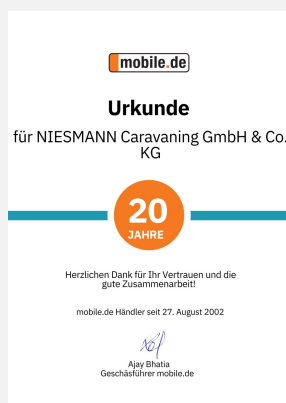 mobile.de
Urkunde
für NIESMANN Caravaning GmbH & Co.
KG
20
JAHRE
Herzlichen Dank für Ihr Vertrauen und die
gute Zusammenarbeit!
mobile.de Händler seit 27. August 2002
Ajay Bhatia
Geschäsführer mobile.de